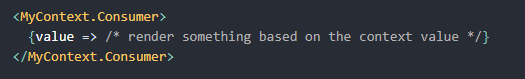 <MyContext.Consumer>
  {value => /* render something based on the context value */}
</MyContext.Consumer>